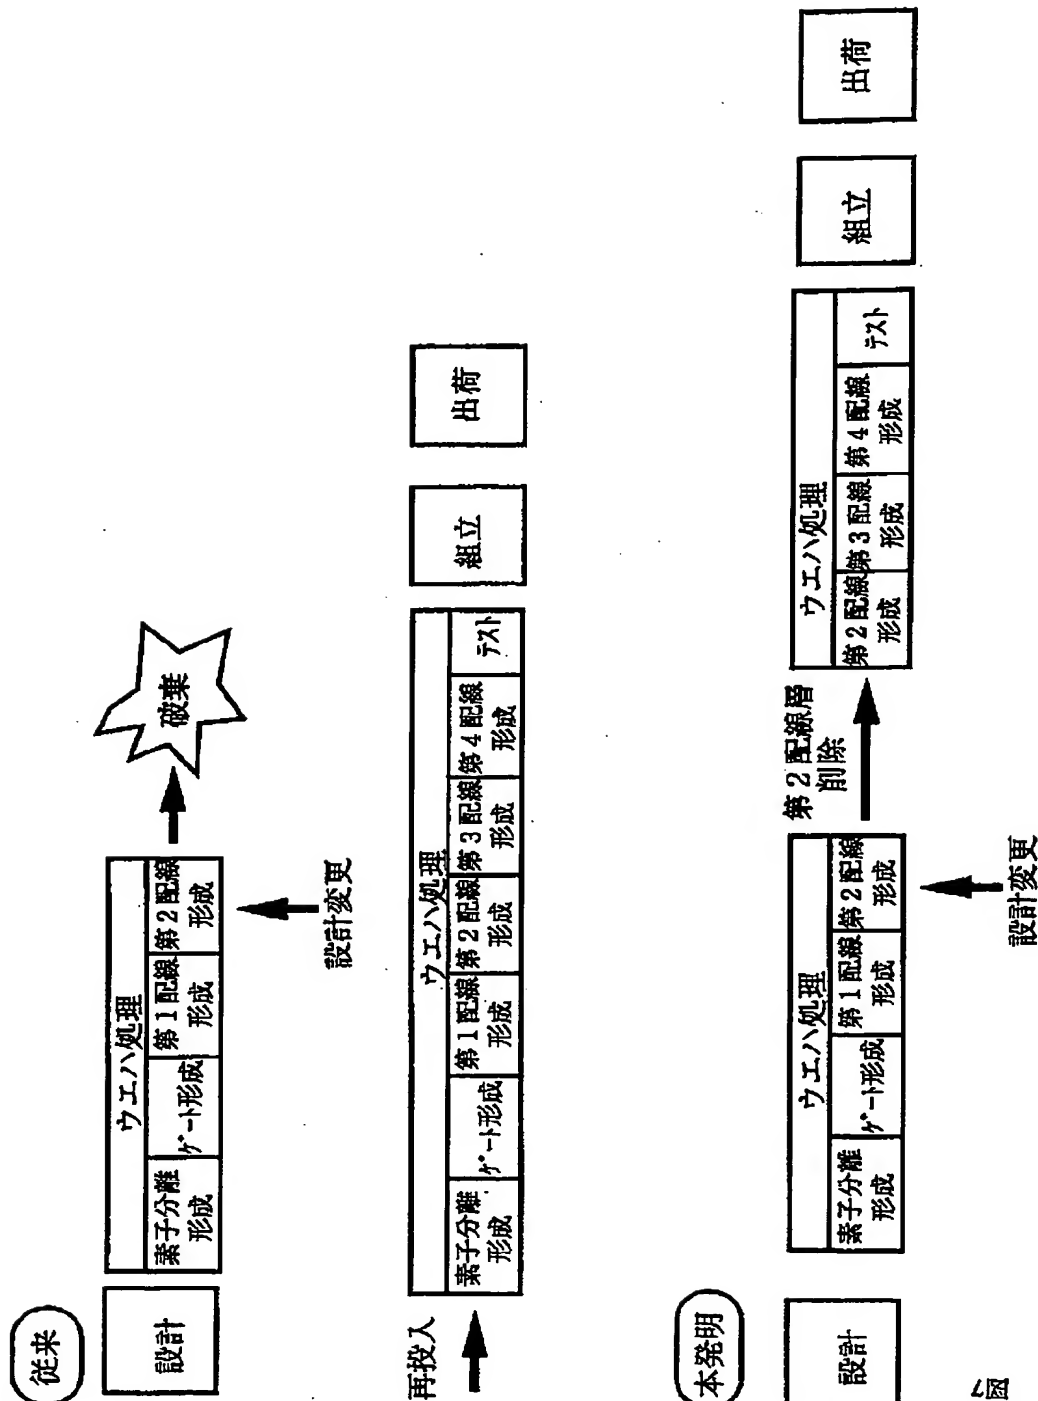 従来
設計
ウエハ処理
素子分離
形成
ゲート形成
第1配線
形成
第2配線
形成
破棄
設計変更
再投入
ウエハ処理
素子分離
形成
ゲート形成
第1配線
形成
第2配線
形成
第3配線
形成
第4配線
形成
テスト
組立
出荷
本発明
設計
ウエハ処理
素子分離
形成
ゲート形成
第1配線
形成
第2配線
形成
設計変更
第2配線層
削除
ウエハ処理
第2配線
形成
第3配線
形成
第4配線
形成
テスト
組立
出荷
図7